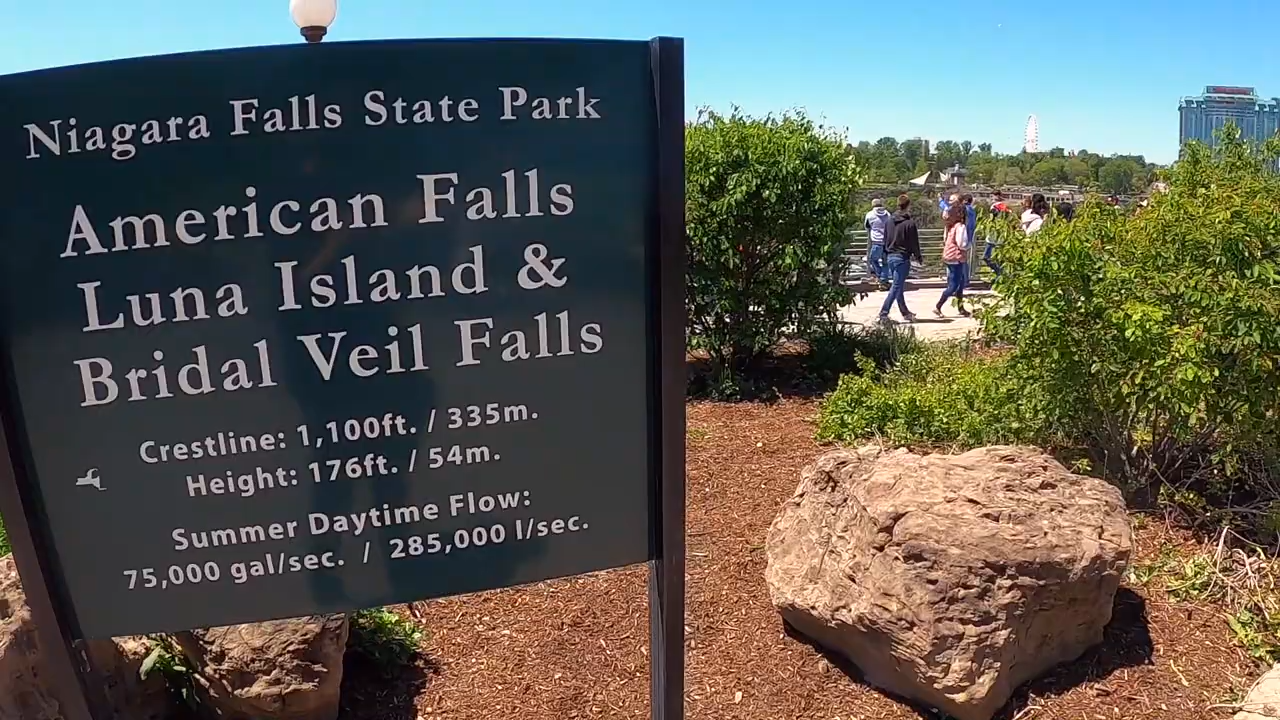 Niagara Falls State Park
American Falls
Luna Island &
Bridal Veil Falls
Crestline: 1,100ft. / 335m.
Height: 176ft. / 54m.
Summer Daytime Flow:
75,000 gal/sec. / 285,000 l/sec.